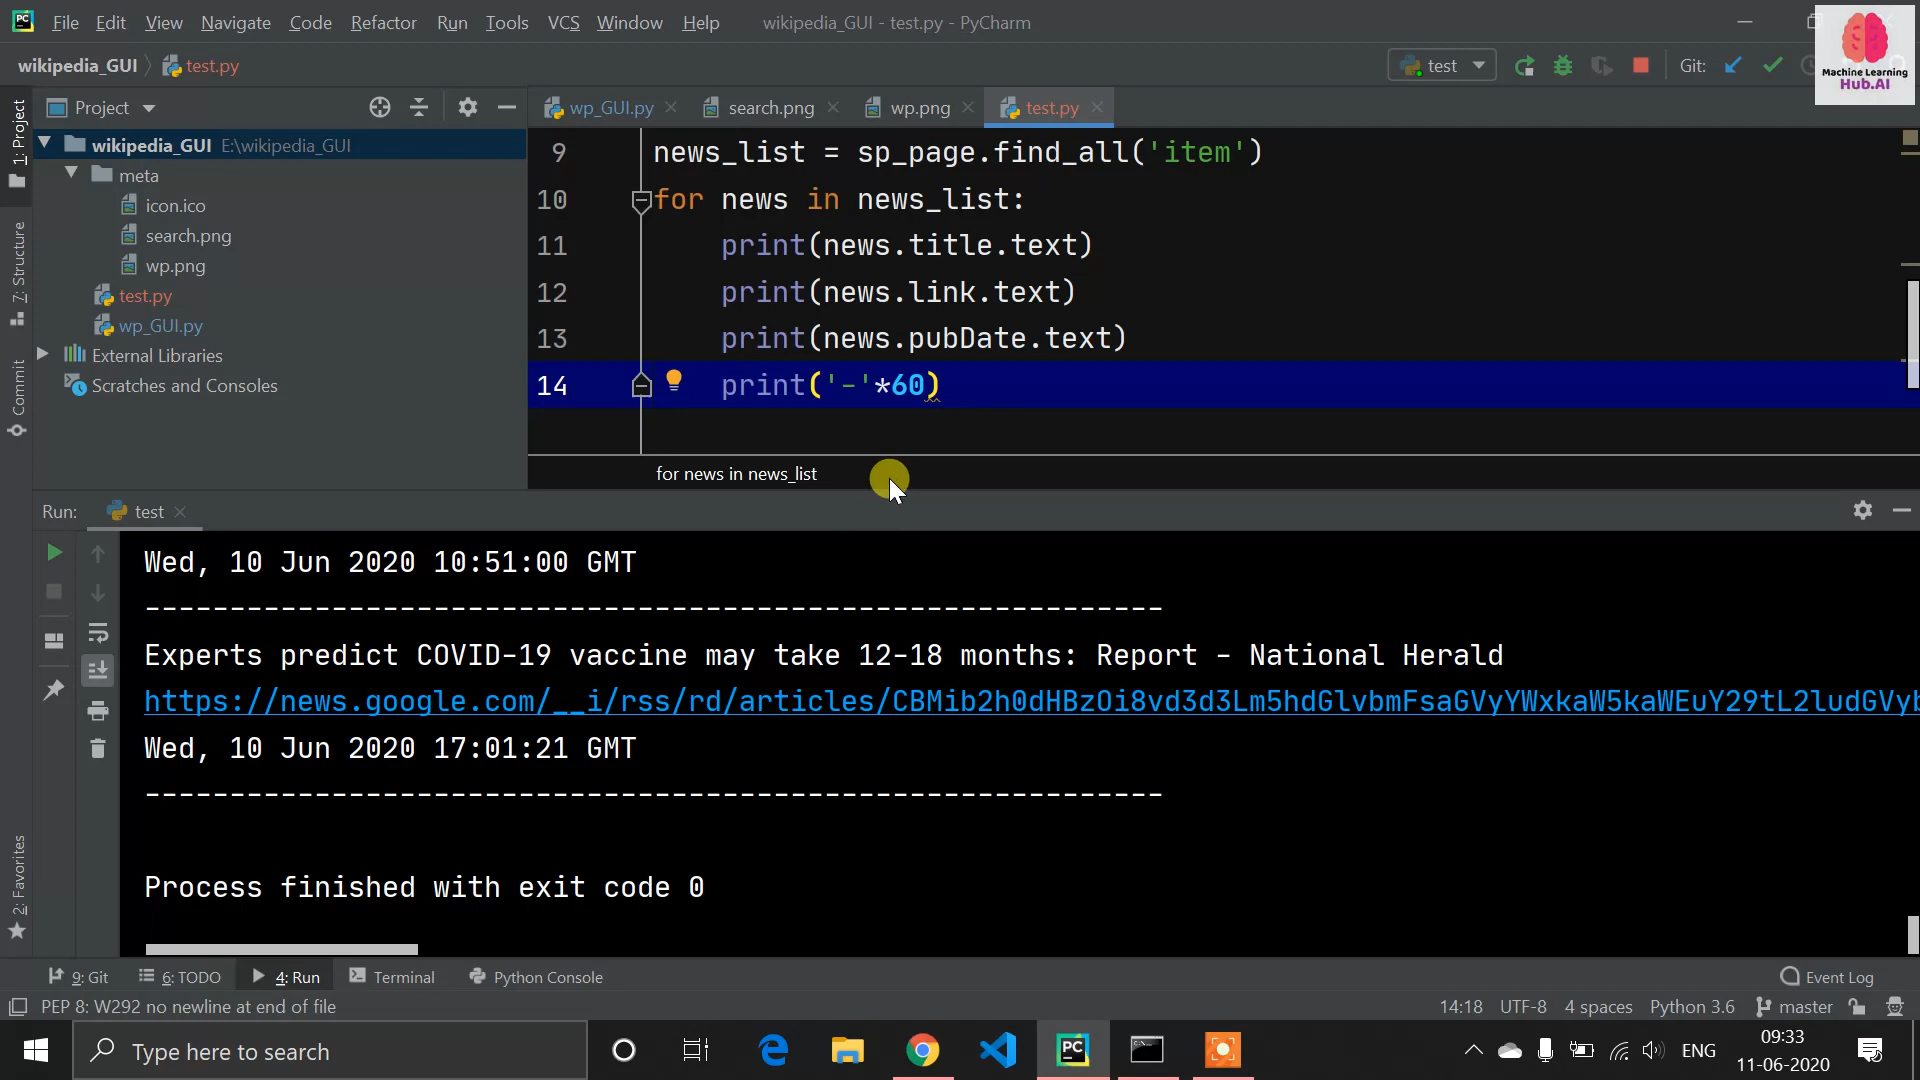 File Edit View Navigate Code Refactor Run Tools VCS Window Help wikipedia_GUI - test.py - PyCharm
Machine Learning
Hub.AI
wikipedia_GUI test.py
test
Git:
Project
wp_GUI.py
search.png
wp.png
test.py
1: Project
7: Structure
Commit
2: Favorites
wikipedia_GUI E:\wikipedia_GUI
meta
icon.ico
search.png
wp.png
test.py
wp_GUI.py
External Libraries
Scratches and Consoles
9 news_list = sp_page.find_all('item')
10 for news in news_list:
11 print(news.title.text)
12 print(news.link.text)
13 print(news.pubDate.text)
14 print('-'*60)
for news in news_list
Run: test
Wed, 10 Jun 2020 10:51:00 GMT
------------------------------------------------------------
Experts predict COVID-19 vaccine may take 12-18 months: Report - National Herald
https://news.google.com/__i/rss/rd/articles/CBMib2h0dHBzOi8vd3d3Lm5hdGlvbmFsaGVyYWxkaW5kaWEuY29tL2ludGVyb
Wed, 10 Jun 2020 17:01:21 GMT
------------------------------------------------------------
Process finished with exit code 0
9: Git 6: TODO 4: Run Terminal Python Console Event Log
PEP 8: W292 no newline at end of file 14:18 UTF-8 4 spaces Python 3.6 master
Type here to search
PC
ENG
09:33
11-06-2020